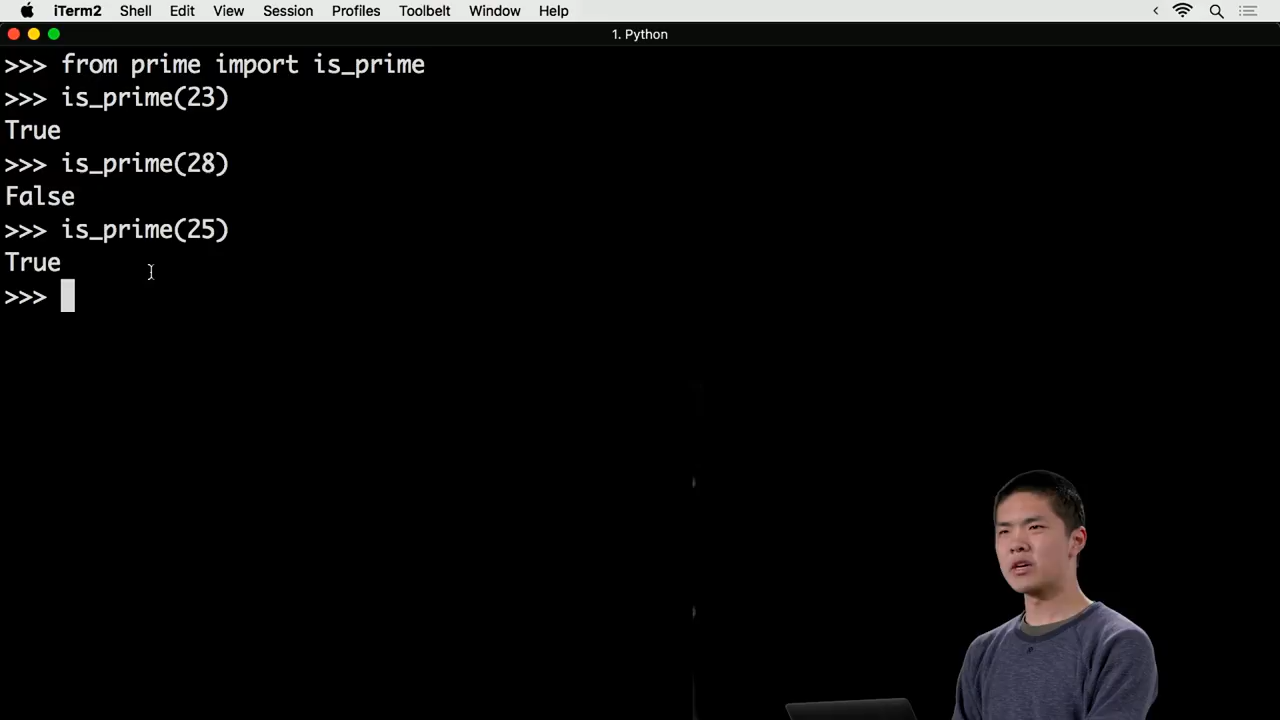 iTerm2 Shell Edit View Session Profiles Toolbelt Window Help
1. Python
>>> from prime import is_prime
>>> is_prime(23)
True
>>> is_prime(28)
False
>>> is_prime(25)
True
>>>